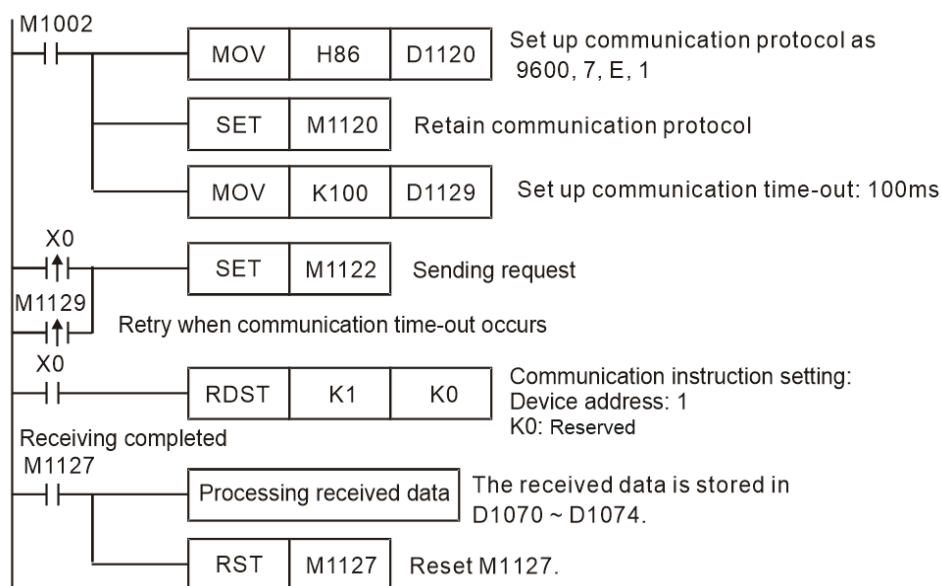 M1002
MOV H86 D1120 Set up communication protocol as
9600, 7, E, 1
SET M1120 Retain communication protocol
MOV K100 D1129 Set up communication time-out: 100ms
X0
SET M1122 Sending request
M1129
Retry when communication time-out occurs
X0
RDST K1 K0 Communication instruction setting:
Device address: 1
K0: Reserved
Receiving completed
M1127
Processing received data The received data is stored in
D1070 ~ D1074.
RST M1127 Reset M1127.